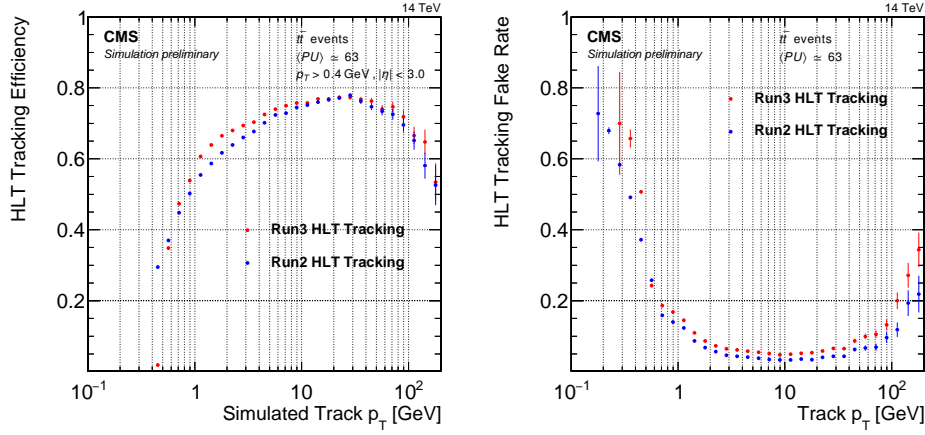 14 TeV
CMS
Simulation preliminary
tt̄ events
⟨PU⟩ ≃ 63
p_T > 0.4 GeV , |η| < 3.0
HLT Tracking Efficiency
1
0.8
0.6
0.4
0.2
Run3 HLT Tracking
Run2 HLT Tracking
10⁻¹ 1 10 10²
Simulated Track p_T [GeV]
14 TeV
CMS
Simulation preliminary
tt̄ events
⟨PU⟩ ≃ 63
HLT Tracking Fake Rate
1
0.8
0.6
0.4
0.2
Run3 HLT Tracking
Run2 HLT Tracking
10⁻¹ 1 10 10²
Track p_T [GeV]